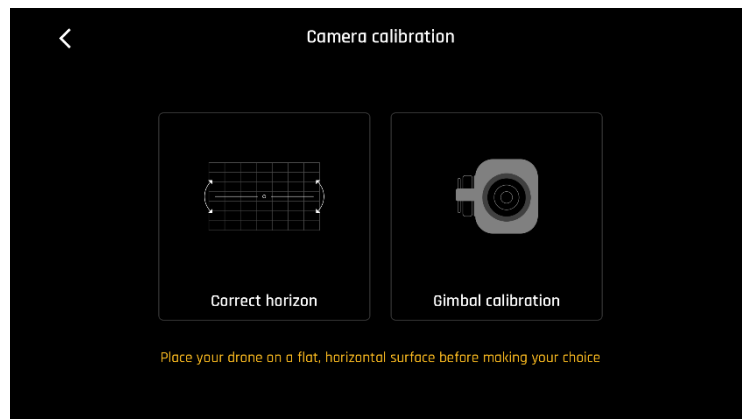 Camera calibration
Correct horizon
Gimbal calibration
Place your drone on a flat, horizontal surface before making your choice